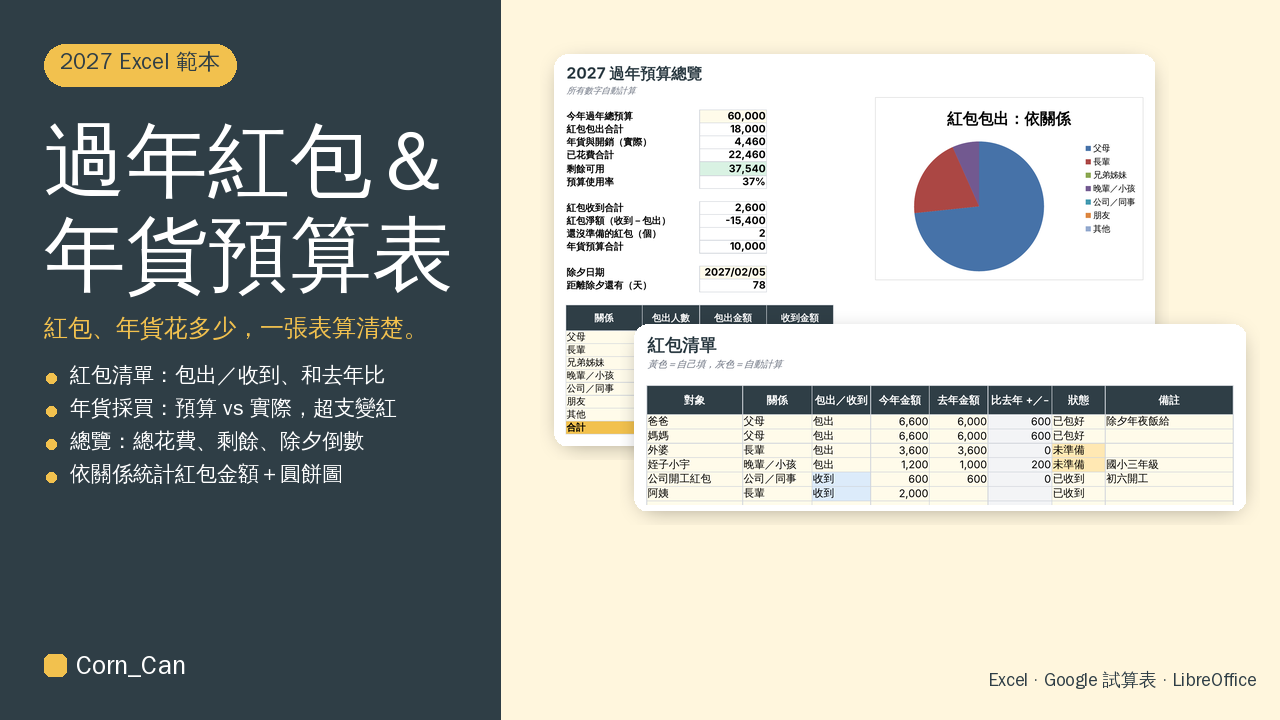 2027 Excel 範本
過年紅包＆
年貨預算表
紅包、年貨花多少，一張表算清楚。
紅包清單：包出／收到、和去年比
年貨採買：預算 vs 實際，超支變紅
總覽：總花費、剩餘、除夕倒數
依關係統計紅包金額＋圓餅圖
Corn_Can
2027 過年預算總覽
所有數字自動計算
今年過年總預算 60,000
紅包包出合計 18,000
年貨與開銷（實際） 4,460
已花費合計 22,460
剩餘可用 37,540
預算使用率 37%
紅包收到合計 2,600
紅包淨額（收到－包出） -15,400
還沒準備的紅包（個） 2
年貨預算合計 10,000
除夕日期 2027/02/05
距離除夕還有（天） 78
紅包包出：依關係
父母
長輩
兄弟姊妹
晚輩／小孩
公司／同事
朋友
其他
關係 包出人數 包出金額 收到金額
父母
長輩
兄弟姊妹
晚輩／小孩
公司／同事
朋友
其他
合計
紅包清單
黃色＝自己填，灰色＝自動計算
對象 關係 包出／收到 今年金額 去年金額 比去年 +／- 狀態 備註
爸爸 父母 包出 6,600 6,000 600 已包好 除夕年夜飯給
媽媽 父母 包出 6,600 6,000 600 已包好
外婆 長輩 包出 3,600 3,600 0 未準備
姪子小宇 晚輩／小孩 包出 1,200 1,000 200 未準備 國小三年級
公司開工紅包 公司／同事 收到 600 600 0 已收到 初六開工
阿姨 長輩 收到 2,000 已收到
Excel · Google 試算表 · LibreOffice